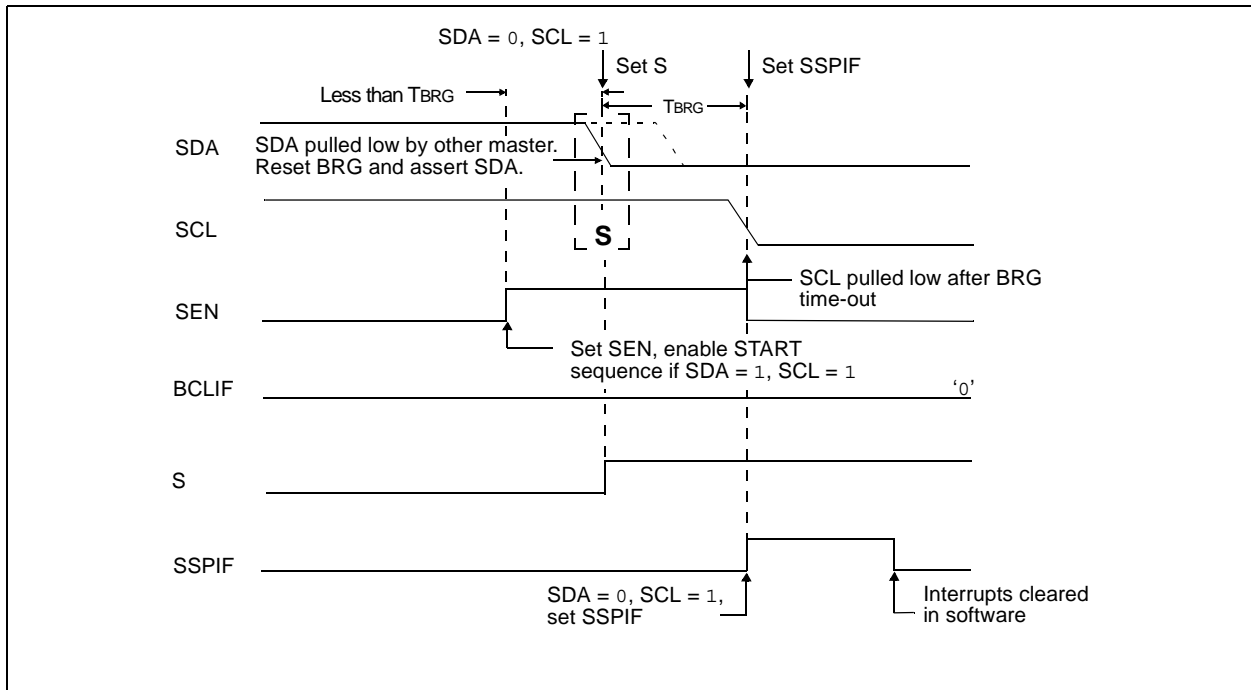 SDA = 0, SCL = 1
Set S
Set SSPIF
Less than TBRG
TBRG
SDA
SDA pulled low by other master.
Reset BRG and assert SDA.
SCL
S
SCL pulled low after BRG
time-out
SEN
Set SEN, enable START
sequence if SDA = 1, SCL = 1
BCLIF
‘0’
S
SSPIF
SDA = 0, SCL = 1,
set SSPIF
Interrupts cleared
in software